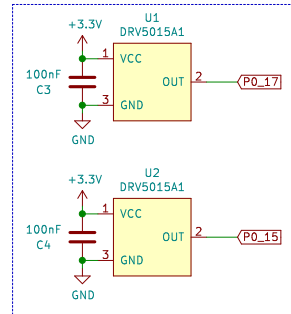 U1
DRV5015A1
+3.3V
1 VCC
100nF
C3
OUT 2 P0_17
3 GND
GND
U2
DRV5015A1
+3.3V
1 VCC
100nF
C4
OUT 2 P0_15
3 GND
GND